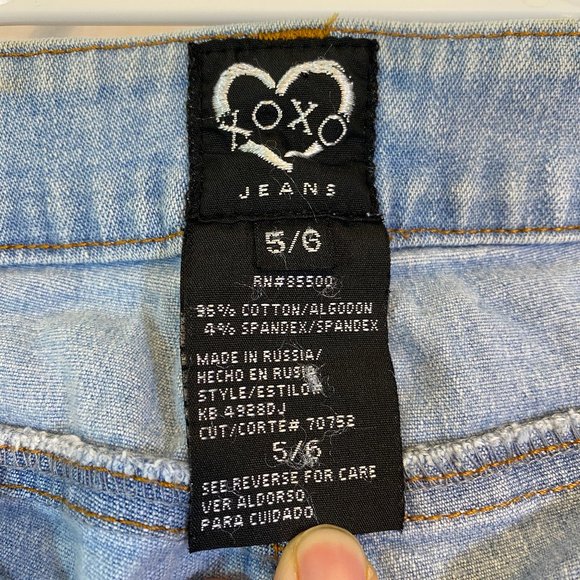 XOXO
JEANS
5/6
RN#85500
96% COTTON/ALGODON
4% SPANDEX/SPANDEX
MADE IN RUSSIA/
HECHO EN RUSIA
STYLE/ESTILO#
KB 4928DJ
CUT/CORTE# 70752
5/6
SEE REVERSE FOR CARE
VER ALDORSO
PARA CUIDADO